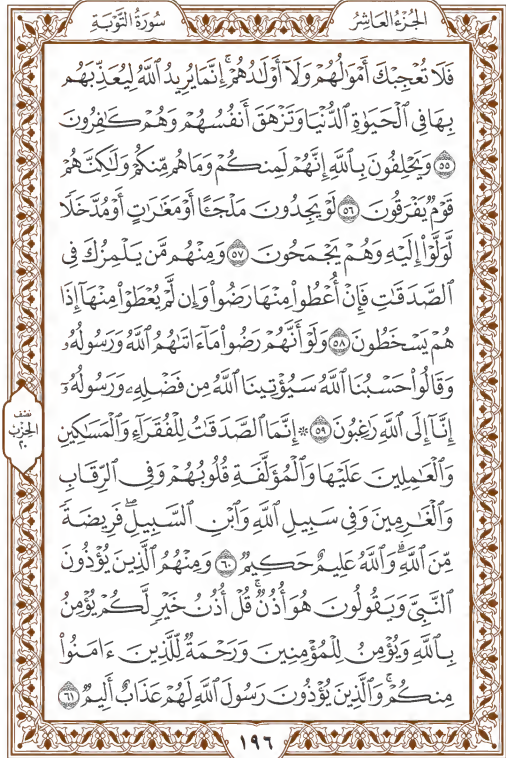 الجزء العاشر
سورة التوبة
فَلَا تُعْجِبْكَ أَمْوَٰلُهُمْ وَلَآ أَوْلَٰدُهُمْ ۚ إِنَّمَا يُرِيدُ ٱللَّهُ لِيُعَذِّبَهُم
بِهَا فِى ٱلْحَيَوٰةِ ٱلدُّنْيَا وَتَزْهَقَ أَنفُسُهُمْ وَهُمْ كَٰفِرُونَ
٥٥ وَيَحْلِفُونَ بِٱللَّهِ إِنَّهُمْ لَمِنكُمْ وَمَا هُم مِّنكُمْ وَلَٰكِنَّهُمْ
قَوْمٌ يَفْرَقُونَ ٥٦ لَوْ يَجِدُونَ مَلْجَـًٔا أَوْ مَغَٰرَٰتٍ أَوْ مُدَّخَلًا
لَّوَلَّوْا۟ إِلَيْهِ وَهُمْ يَجْمَحُونَ ٥٧ وَمِنْهُم مَّن يَلْمِزُكَ فِى
ٱلصَّدَقَٰتِ فَإِنْ أُعْطُوا۟ مِنْهَا رَضُوا۟ وَإِن لَّمْ يُعْطَوْا۟ مِنْهَآ إِذَا
هُمْ يَسْخَطُونَ ٥٨ وَلَوْ أَنَّهُمْ رَضُوا۟ مَآ ءَاتَىٰهُمُ ٱللَّهُ وَرَسُولُهُۥ
وَقَالُوا۟ حَسْبُنَا ٱللَّهُ سَيُؤْتِينَا ٱللَّهُ مِن فَضْلِهِۦ وَرَسُولُهُۥٓ
إِنَّآ إِلَى ٱللَّهِ رَٰغِبُونَ ٥٩ ۞ إِنَّمَا ٱلصَّدَقَٰتُ لِلْفُقَرَآءِ وَٱلْمَسَٰكِينِ
وَٱلْعَٰمِلِينَ عَلَيْهَا وَٱلْمُؤَلَّفَةِ قُلُوبُهُمْ وَفِى ٱلرِّقَابِ
وَٱلْغَٰرِمِينَ وَفِى سَبِيلِ ٱللَّهِ وَٱبْنِ ٱلسَّبِيلِ ۖ فَرِيضَةً
مِّنَ ٱللَّهِ ۗ وَٱللَّهُ عَلِيمٌ حَكِيمٌ ٦٠ وَمِنْهُمُ ٱلَّذِينَ يُؤْذُونَ
ٱلنَّبِىَّ وَيَقُولُونَ هُوَ أُذُنٌ ۚ قُلْ أُذُنُ خَيْرٍ لَّكُمْ يُؤْمِنُ
بِٱللَّهِ وَيُؤْمِنُ لِلْمُؤْمِنِينَ وَرَحْمَةٌ لِّلَّذِينَ ءَامَنُوا۟
مِنكُمْ ۚ وَٱلَّذِينَ يُؤْذُونَ رَسُولَ ٱللَّهِ لَهُمْ عَذَابٌ أَلِيمٌ ٦١
نصف
الحزب
٢٠
١٩٦